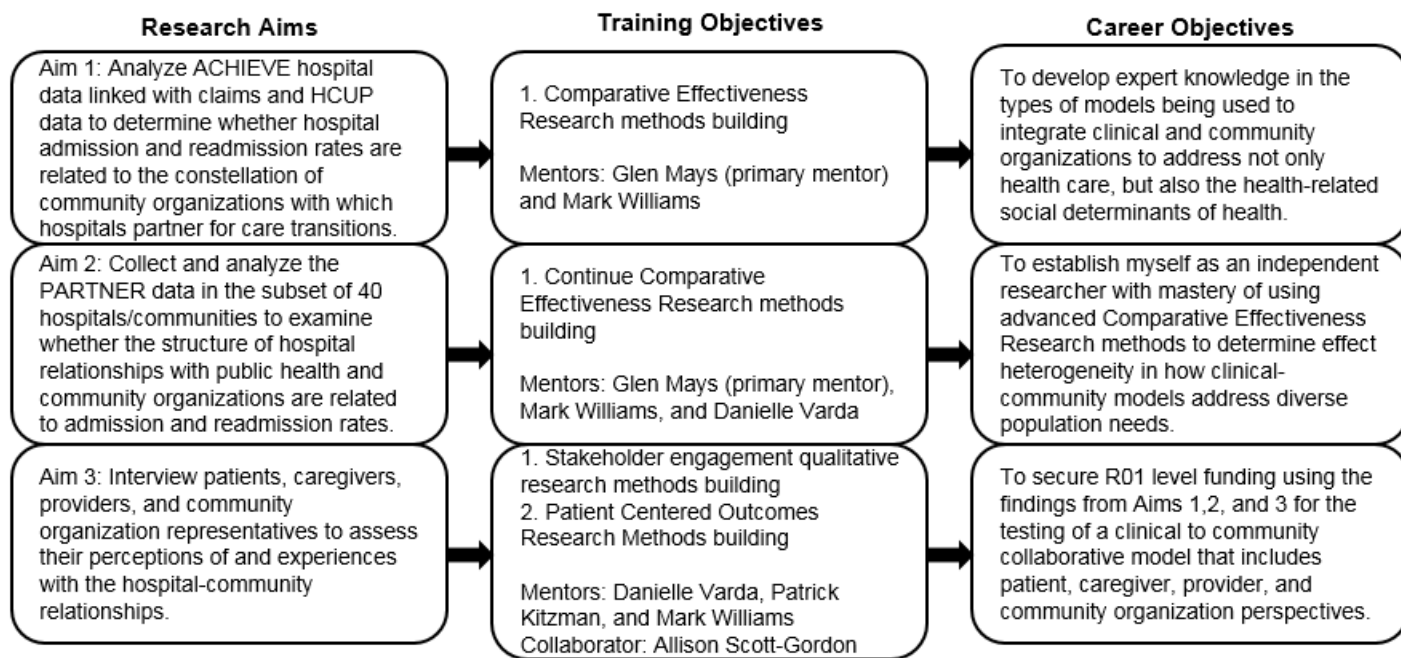 Research Aims
Training Objectives
Career Objectives
Aim 1: Analyze ACHIEVE hospital
data linked with claims and HCUP
data to determine whether hospital
admission and readmission rates are
related to the constellation of
community organizations with which
hospitals partner for care transitions.
1. Comparative Effectiveness
Research methods building
Mentors: Glen Mays (primary mentor)
and Mark Williams
To develop expert knowledge in the
types of models being used to
integrate clinical and community
organizations to address not only
health care, but also the health-related
social determinants of health.
Aim 2: Collect and analyze the
PARTNER data in the subset of 40
hospitals/communities to examine
whether the structure of hospital
relationships with public health and
community organizations are related
to admission and readmission rates.
1. Continue Comparative
Effectiveness Research methods
building
Mentors: Glen Mays (primary mentor),
Mark Williams, and Danielle Varda
To establish myself as an independent
researcher with mastery of using
advanced Comparative Effectiveness
Research methods to determine effect
heterogeneity in how clinical-
community models address diverse
population needs.
Aim 3: Interview patients, caregivers,
providers, and community
organization representatives to assess
their perceptions of and experiences
with the hospital-community
relationships.
1. Stakeholder engagement qualitative
research methods building
2. Patient Centered Outcomes
Research Methods building
Mentors: Danielle Varda, Patrick
Kitzman, and Mark Williams
Collaborator: Allison Scott-Gordon
To secure R01 level funding using the
findings from Aims 1,2, and 3 for the
testing of a clinical to community
collaborative model that includes
patient, caregiver, provider, and
community organization perspectives.